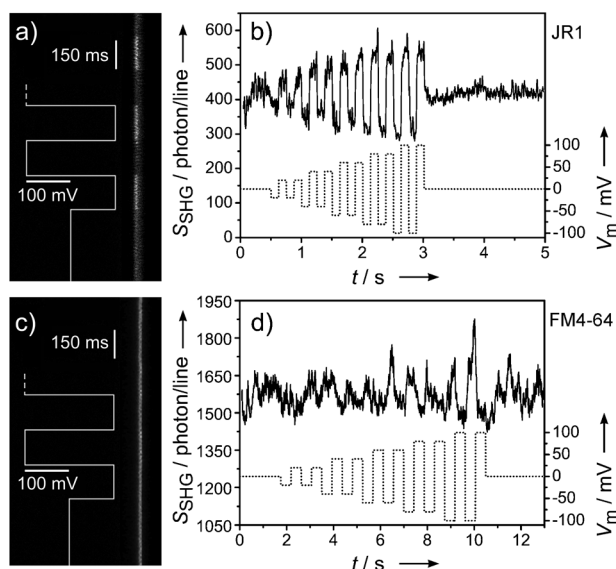 a)
150 ms
100 mV
b)
JR1
S_SHG / photon/line
600
500
400
300
200
100
0
100
50
0
-50
-100
V_m / mV
0 1 2 3 4 5
t / s
c)
150 ms
100 mV
d)
FM4-64
S_SHG / photon/line
1950
1800
1650
1500
1350
1200
1050
100
50
0
-50
-100
V_m / mV
0 2 4 6 8 10 12
t / s